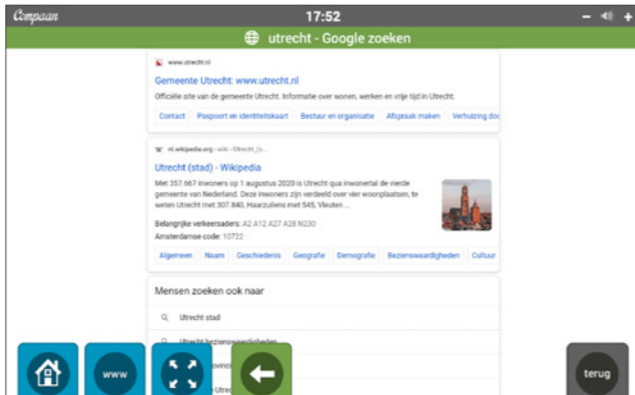 Compaan
17:52
utrecht - Google zoeken
www.utrecht.nl
Gemeente Utrecht: www.utrecht.nl
Officiële site van de gemeente Utrecht. Informatie over wonen, werken en vrije tijd in Utrecht.
Contact Paspoort en identiteitskaart Bestuur en organisatie Afspraak maken Verhuizing doc
W nl.wikipedia.org › wiki › Utrecht_(s...
Utrecht (stad) - Wikipedia
Met 357.667 inwoners op 1 augustus 2020 is Utrecht qua inwonertal de vierde
gemeente van Nederland. Deze inwoners zijn verdeeld over vier woonplaatsen, te
weten Utrecht met 307.840, Haarzuilens met 545, Vleuten ...
Belangrijke verkeersaders: A2 A12 A27 A28 N230
Amsterdamse code: 10722
Algemeen Naam Geschiedenis Geografie Demografie Bezienswaardigheden Cultuur
Mensen zoeken ook naar
Utrecht stad
Utrecht bezienswaardigheden
www
terug